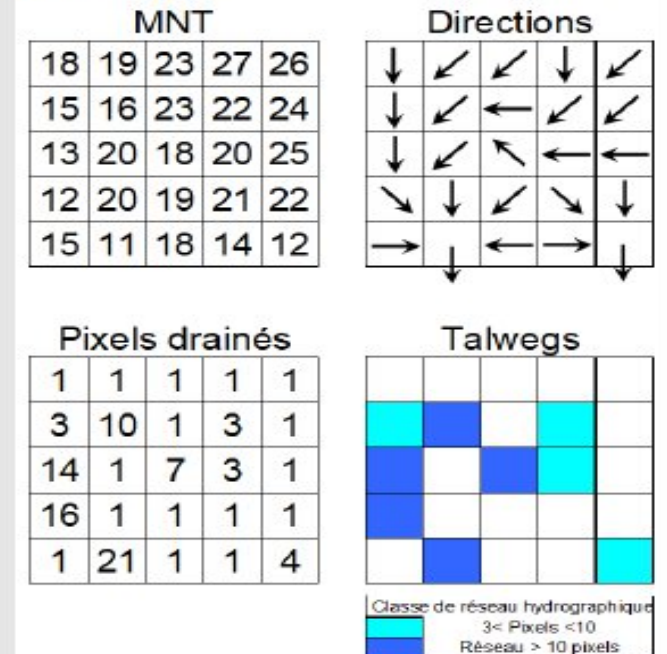 MNT Directions
18 19 23 27 26
15 16 23 22 24
13 20 18 20 25
12 20 19 21 22
15 11 18 14 12
Pixels drainés Talwegs
1 1 1 1 1
3 10 1 3 1
14 1 7 3 1
16 1 1 1 1
1 21 1 1 4
Classe de réseau hydrographique
3< Pixels <10
Réseau > 10 pixels